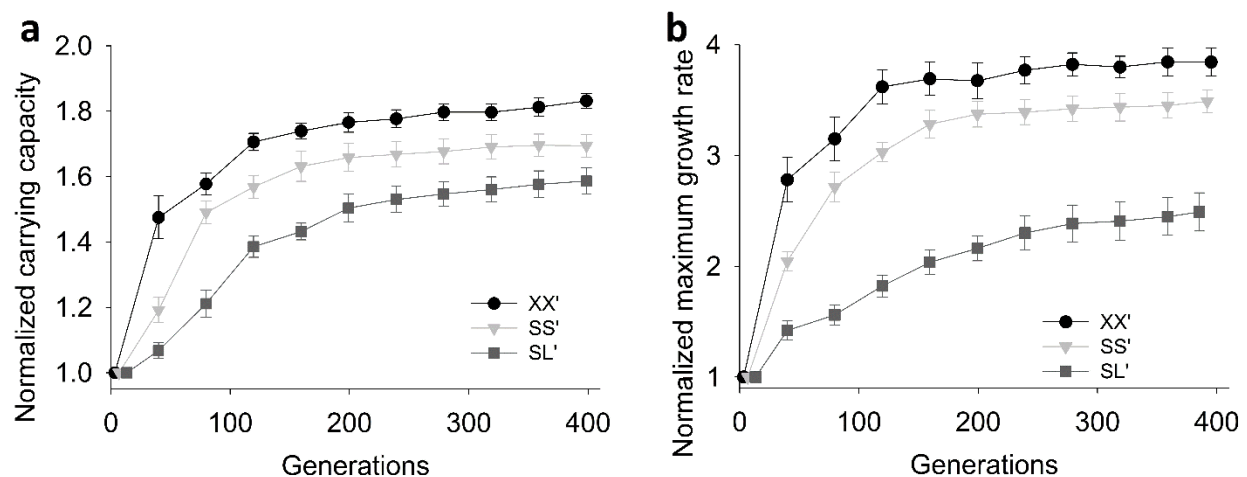 a
Normalized carrying capacity
2.0
1.8
1.6
1.4
1.2
1.0
0
100
200
300
400
Generations
XX'
SS'
SL'
b
Normalized maximum growth rate
4
3
2
1
0
100
200
300
400
Generations
XX'
SS'
SL'